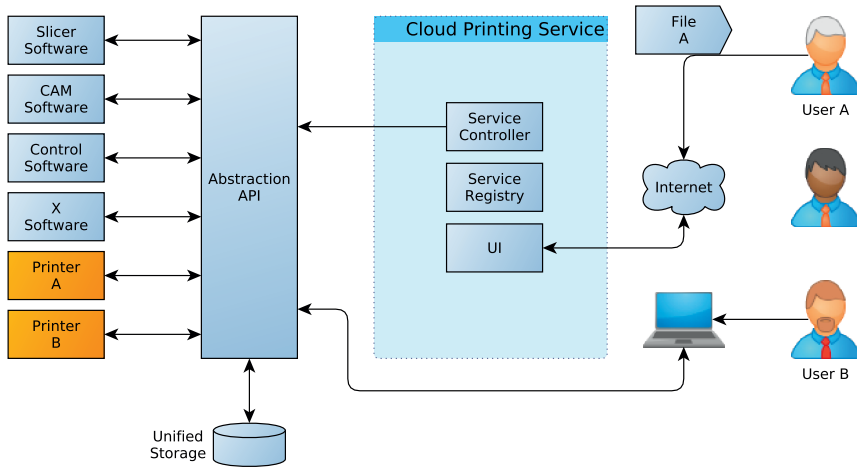 Slicer
Software
CAM
Software
Control
Software
X
Software
Printer
A
Printer
B
Abstraction
API
Unified
Storage
Cloud Printing Service
Service
Controller
Service
Registry
UI
File
A
Internet
User A
User B